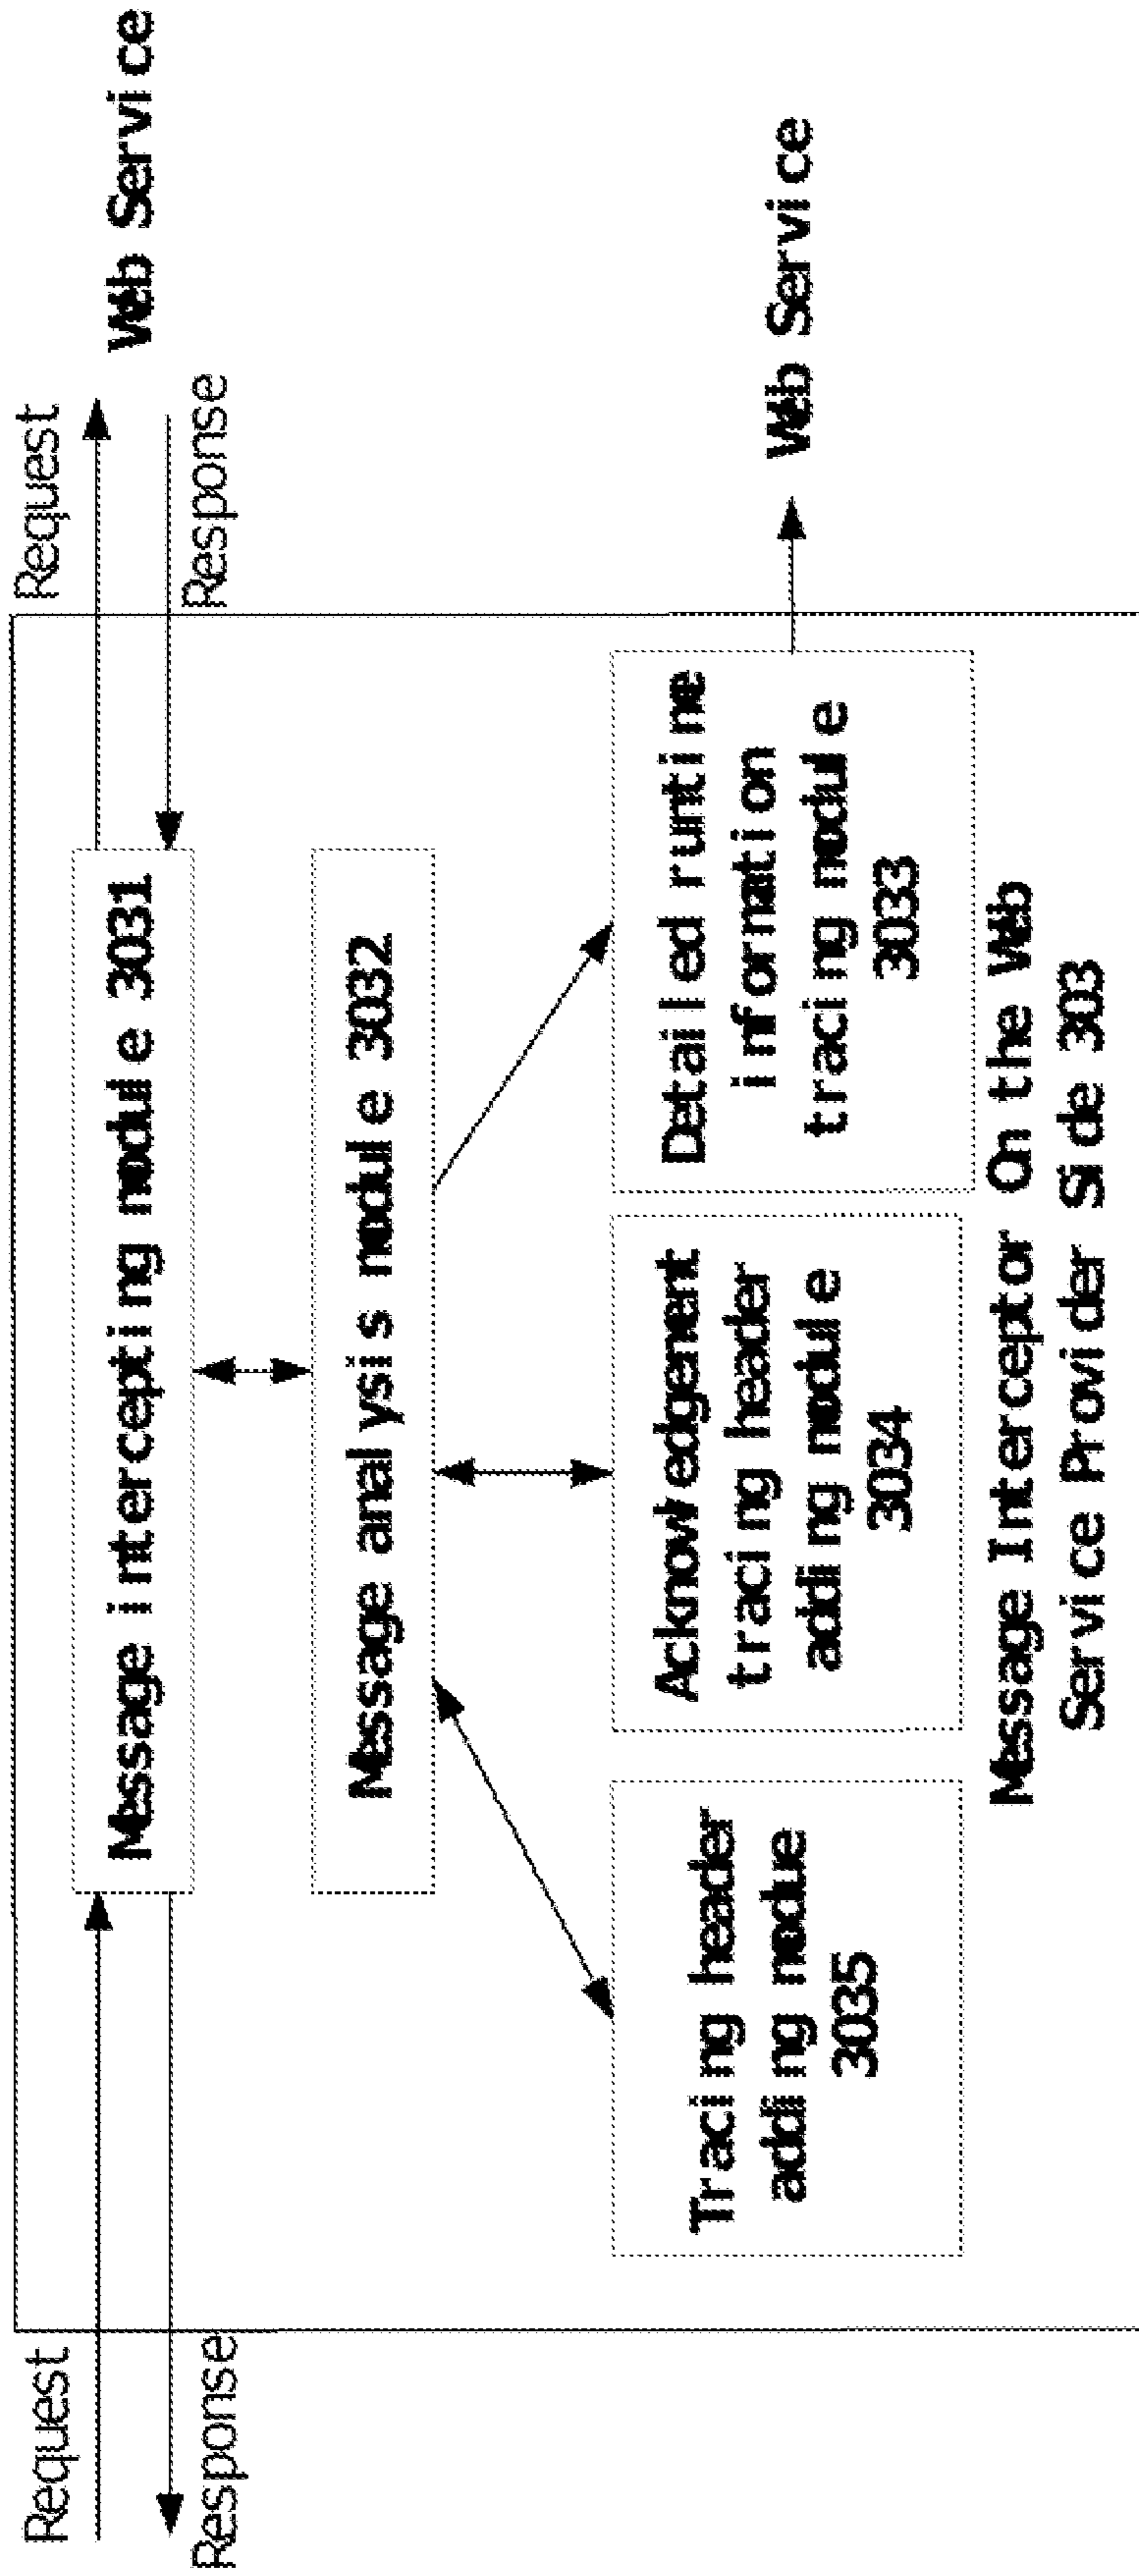 Request
Request
Web Service
Response
Response
Message intercepting module 3031
Message analysis module 3032
Tracing header
adding modue
3035
Acknowledgement
tracing header
adding module
3034
Detailed runtime
information
tracing module
3033
Web Service
Message Interceptor On the Web
Service Provider Side 303